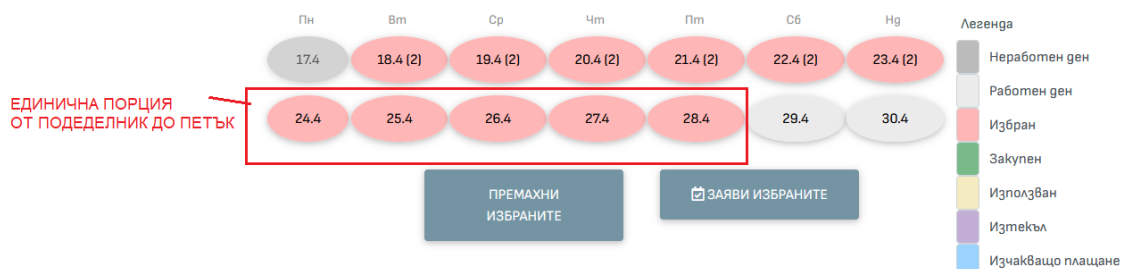 Пн Вт Ср Чт Пт Сб Нд
17.4 18.4 (2) 19.4 (2) 20.4 (2) 21.4 (2) 22.4 (2) 23.4 (2)
24.4 25.4 26.4 27.4 28.4 29.4 30.4
ЕДИНИЧНА ПОРЦИЯ
ОТ ПОДЕДЕЛНИК ДО ПЕТЪК
ПРЕМАХНИ
ИЗБРАНИТЕ
ЗАЯВИ ИЗБРАНИТЕ
Легенда
Неработен ден
Работен ден
Избран
Закупен
Използван
Изтекъл
Изчакващо плащане